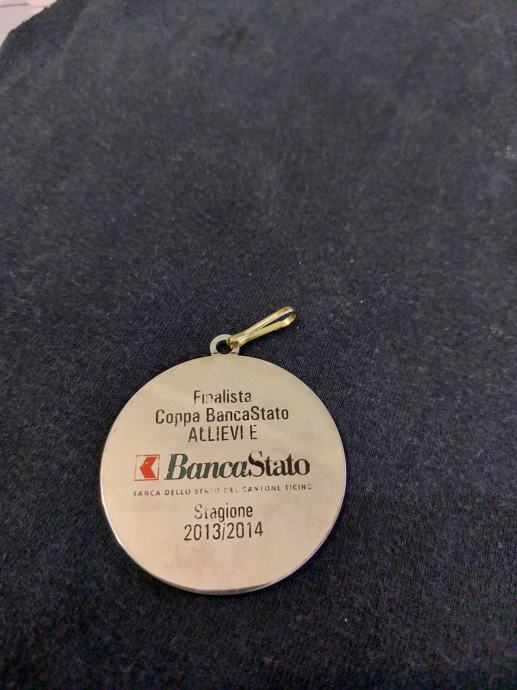 Finalista
Coppa BancaStato
ALLIEVI E
BancaStato
BANCA DELLO STATO DEL CANTONE TICINO
Stagione
2013/2014